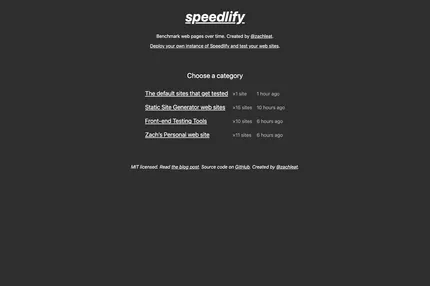 speedlify
Benchmark web pages over time. Created by @zachleat.
Deploy your own instance of Speedlify and test your web sites.
Choose a category
The default sites that get tested ×1 site 1 hour ago
Static Site Generator web sites ×15 sites 10 hours ago
Front-end Testing Tools ×10 sites 6 hours ago
Zach's Personal web site ×11 sites 6 hours ago
MIT licensed. Read the blog post. Source code on GitHub. Created by @zachleat.